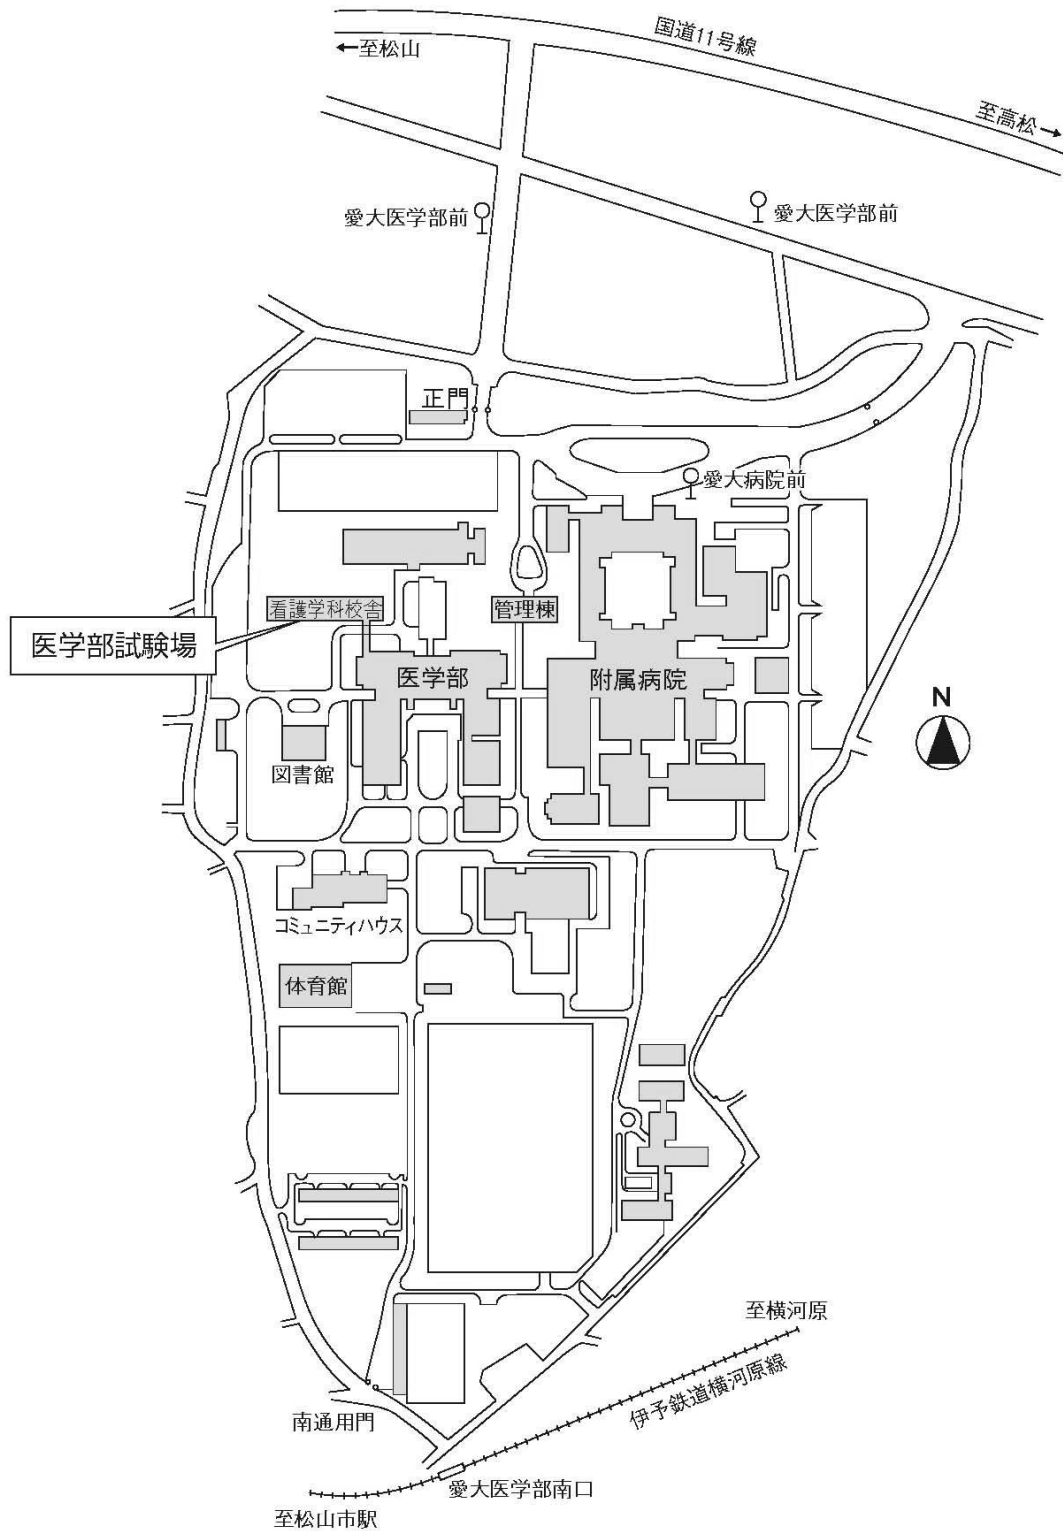 国道11号線
←至松山
至高松→
愛大医学部前
愛大医学部前
正門
愛大病院前
看護学科校舎
管理棟
医学部試験場
医学部
附属病院
N
図書館
コミュニティハウス
体育館
至横河原
伊予鉄道横河原線
南通用門
愛大医学部南口
至松山市駅